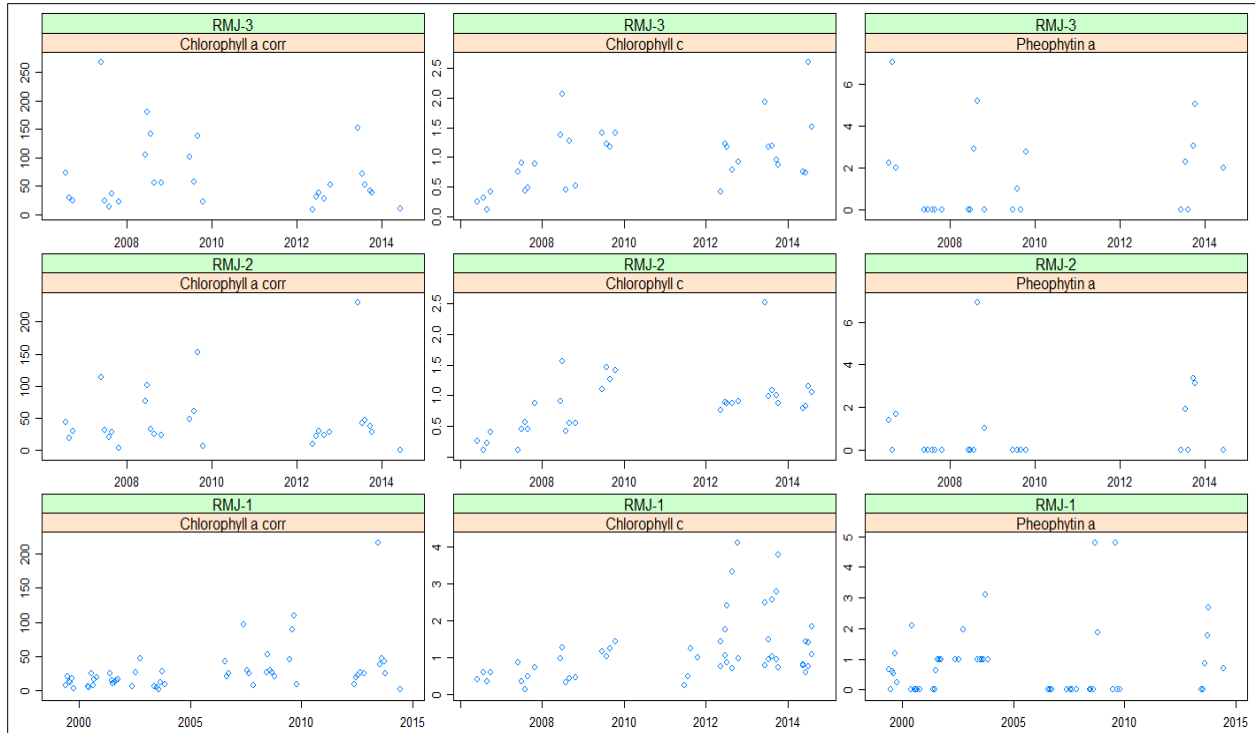 RMJ-3
Chlorophyll a corr
250
200
150
100
50
0
2008 2010 2012 2014
RMJ-3
Chlorophyll c
2.5
2.0
1.5
1.0
0.5
0.0
2008 2010 2012 2014
RMJ-3
Pheophytin a
6
4
2
0
2008 2010 2012 2014
RMJ-2
Chlorophyll a corr
200
150
100
50
0
2008 2010 2012 2014
RMJ-2
Chlorophyll c
2.5
2.0
1.5
1.0
0.5
2008 2010 2012 2014
RMJ-2
Pheophytin a
6
4
2
0
2008 2010 2012 2014
RMJ-1
Chlorophyll a corr
200
150
100
50
0
2000 2005 2010 2015
RMJ-1
Chlorophyll c
4
3
2
1
0
2008 2010 2012 2014
RMJ-1
Pheophytin a
5
4
3
2
1
0
2000 2005 2010 2015